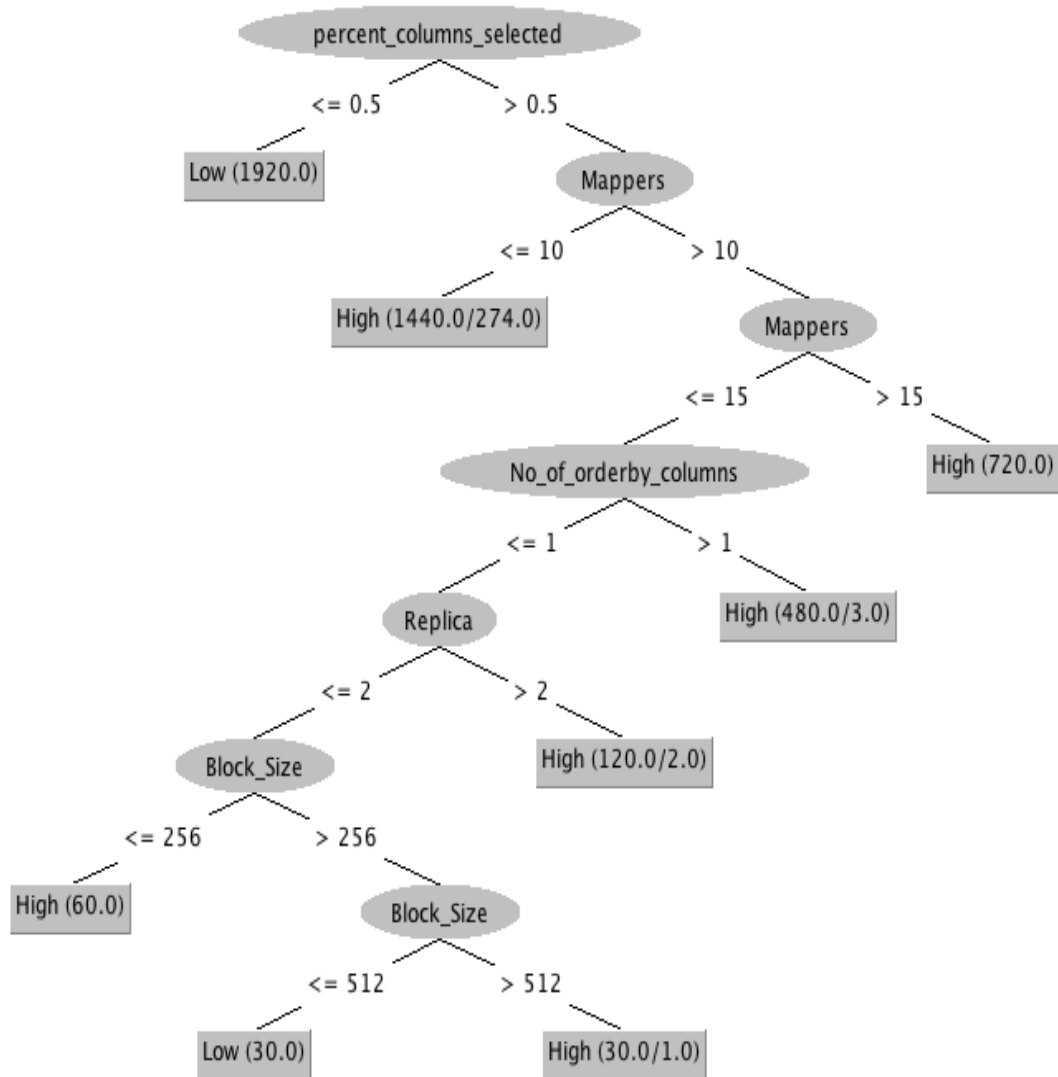 percent_columns_selected
<= 0.5
> 0.5
Low (1920.0)
Mappers
<= 10
> 10
High (1440.0/274.0)
Mappers
<= 15
> 15
No_of_orderby_columns
High (720.0)
<= 1
> 1
Replica
High (480.0/3.0)
<= 2
> 2
Block_Size
High (120.0/2.0)
<= 256
> 256
High (60.0)
Block_Size
<= 512
> 512
Low (30.0)
High (30.0/1.0)